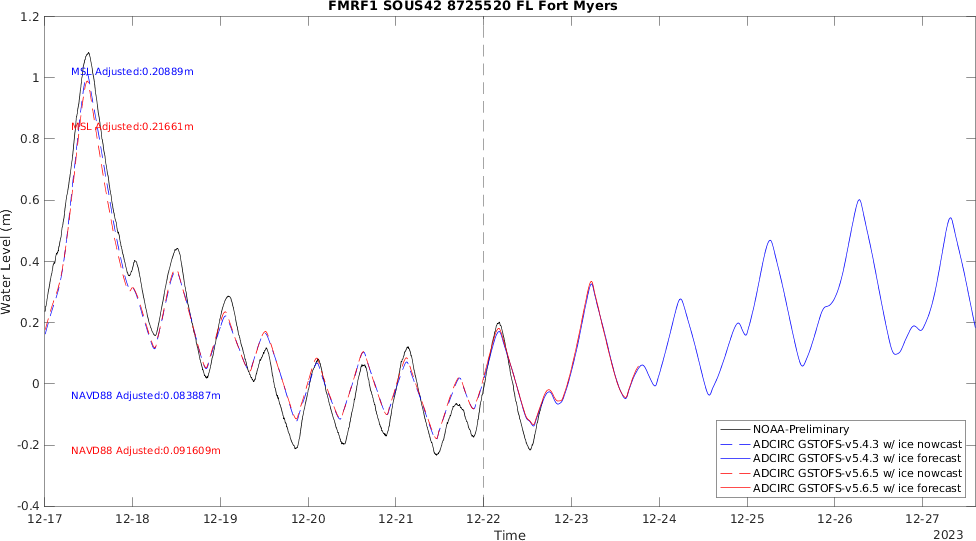 FMRF1 SOUS42 8725520 FL Fort Myers
Water Level (m)
1.2
1
0.8
0.6
0.4
0.2
0
-0.2
-0.4
MSL Adjusted:0.20889m
MSL Adjusted:0.21661m
NAVD88 Adjusted:0.083887m
NAVD88 Adjusted:0.091609m
NOAA-Preliminary
ADCIRC GSTOFS-v5.4.3 w/ ice nowcast
ADCIRC GSTOFS-v5.4.3 w/ ice forecast
ADCIRC GSTOFS-v5.6.5 w/ ice nowcast
ADCIRC GSTOFS-v5.6.5 w/ ice forecast
12-17 12-18 12-19 12-20 12-21 12-22 12-23 12-24 12-25 12-26 12-27
Time
2023